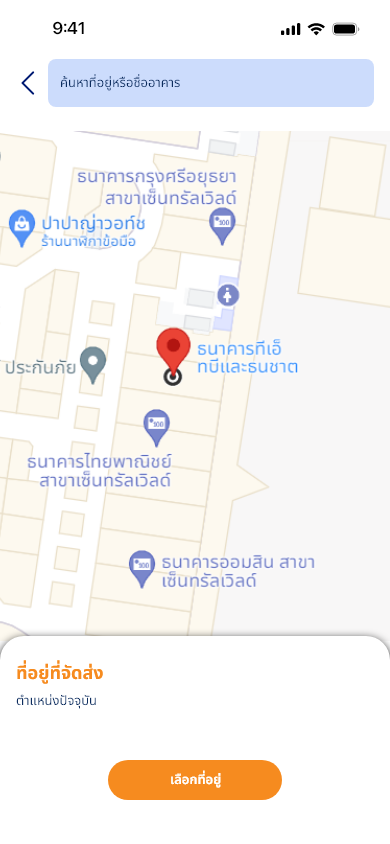 9:41
ค้นหาที่อยู่หรือชื่ออาคาร
ธนาคารกรุงศรีอยุธยา
สาขาเซ็นทรัลเวิลด์
ปาปาญ่าวอท์ช
ร้านนาฬิกาข้อมือ
ธนาคารทีเอ็
ทบีและธนชาต
ประกันภัย
ธนาคารไทยพาณิชย์
สาขาเซ็นทรัลเวิลด์
ธนาคารออมสิน สาขา
เซ็นทรัลเวิลด์
ที่อยู่ที่จัดส่ง
ตำแหน่งปัจจุบัน
เลือกที่อยู่